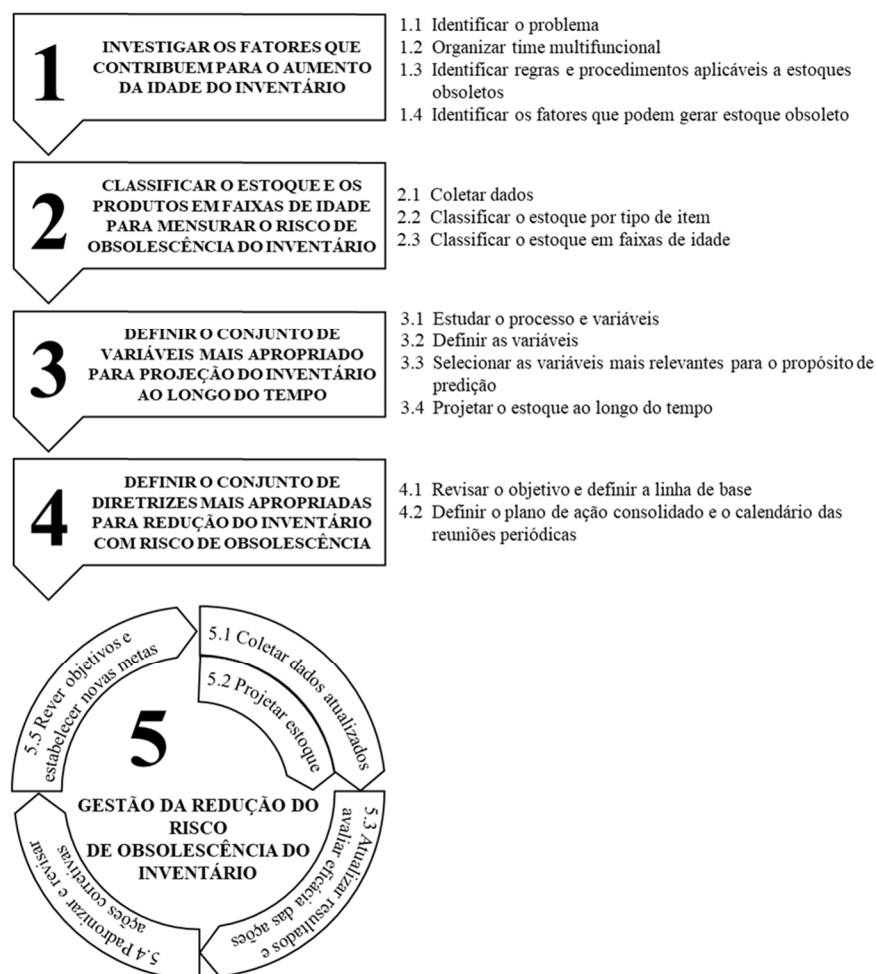 1
INVESTIGAR OS FATORES QUE
CONTRIBUEM PARA O AUMENTO
DA IDADE DO INVENTÁRIO
1.1 Identificar o problema
1.2 Organizar time multifuncional
1.3 Identificar regras e procedimentos aplicáveis a estoques
obsoletos
1.4 Identificar os fatores que podem gerar estoque obsoleto
2
CLASSIFICAR O ESTOQUE E OS
PRODUTOS EM FAIXAS DE IDADE
PARA MENSURAR O RISCO DE
OBSOLESCÊNCIA DO INVENTÁRIO
2.1 Coletar dados
2.2 Classificar o estoque por tipo de item
2.3 Classificar o estoque em faixas de idade
3
DEFINIR O CONJUNTO DE
VARIÁVEIS MAIS APROPRIADO
PARA PROJEÇÃO DO INVENTÁRIO
AO LONGO DO TEMPO
3.1 Estudar o processo e variáveis
3.2 Definir as variáveis
3.3 Selecionar as variáveis mais relevantes para o propósito de
predição
3.4 Projetar o estoque ao longo do tempo
4
DEFINIR O CONJUNTO DE
DIRETRIZES MAIS APROPRIADAS
PARA REDUÇÃO DO INVENTÁRIO
COM RISCO DE OBSOLESCÊNCIA
4.1 Revisar o objetivo e definir a linha de base
4.2 Definir o plano de ação consolidado e o calendário das
reuniões periódicas
5
GESTÃO DA REDUÇÃO DO
RISCO
DE OBSOLESCÊNCIA DO
INVENTÁRIO
5.1 Coletar dados atualizados
5.2 Projetar estoque
5.3 Atualizar resultados e
avaliar eficácia das ações
5.4 Padronizar e revisar
ações corretivas
5.5 Rever objetivos e
estabelecer novas metas